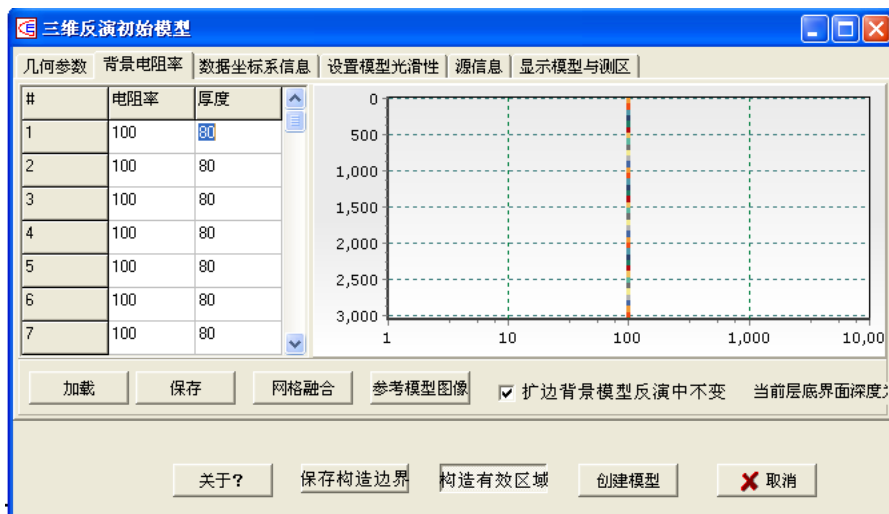 三维反演初始模型
几何参数 背景电阻率 数据坐标系信息 设置模型光滑性 源信息 显示模型与测区
# 电阻率 厚度
1 100 80
2 100 80
3 100 80
4 100 80
5 100 80
6 100 80
7 100 80
0
500
1,000
1,500
2,000
2,500
3,000
1 10 100 1,000 10,00
加载 保存 网格融合 参考模型图像 扩边背景模型反演中不变 当前层底界面深度
关于? 保存构造边界 构造有效区域 创建模型 取消